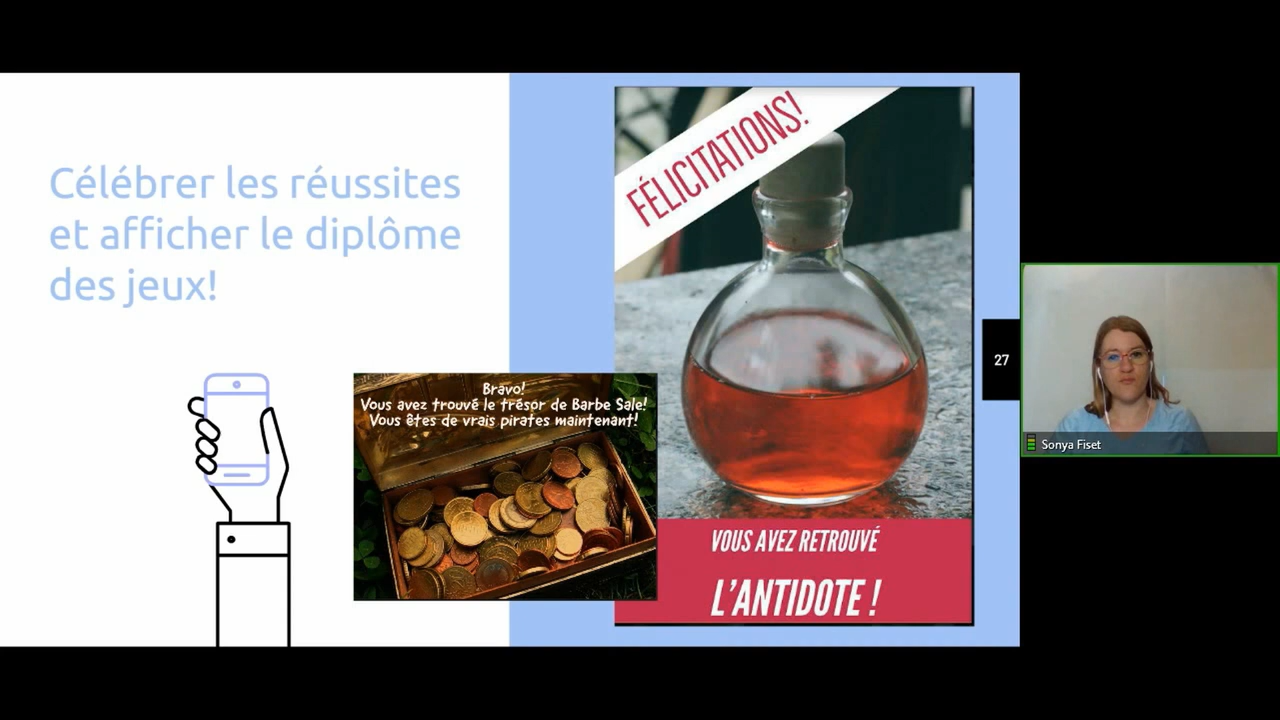 Célébrer les réussites
et afficher le diplôme
des jeux!
Bravo!
Vous avez trouvé le trésor de Barbe Sale!
Vous êtes de vrais pirates maintenant!
FÉLICITATIONS!
VOUS AVEZ RETROUVÉ
L'ANTIDOTE !
27
Sonya Fiset